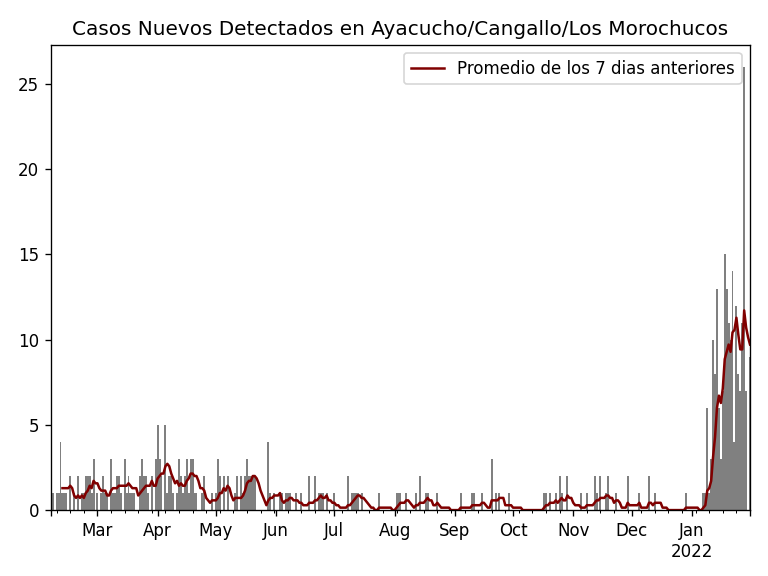 Casos Nuevos Detectados en Ayacucho/Cangallo/Los Morochucos
Promedio de los 7 dias anteriores
25
20
15
10
5
0
Mar Apr May Jun Jul Aug Sep Oct Nov Dec Jan
2022